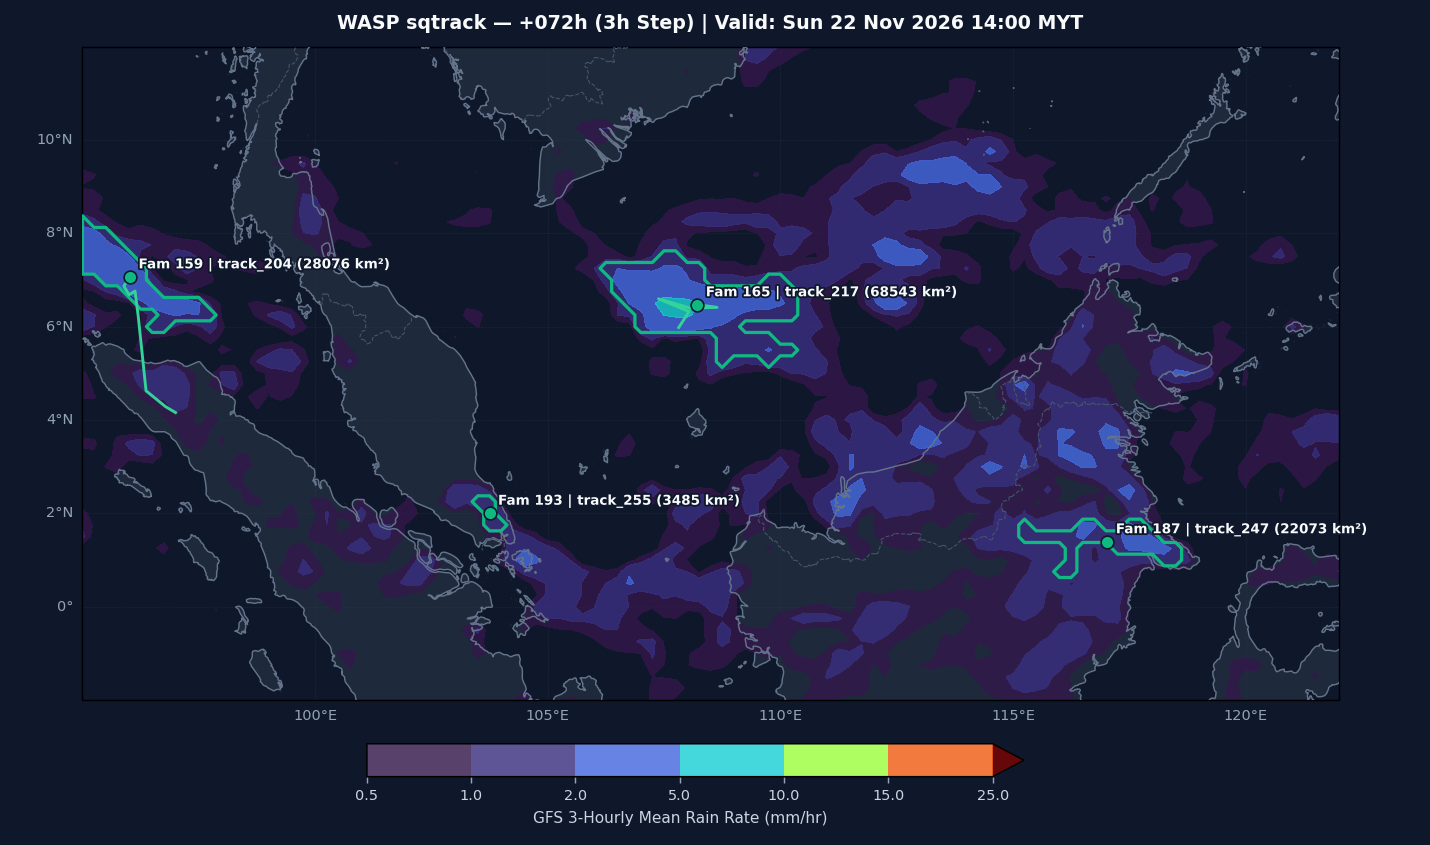 WASP sqtrack — +072h (3h Step) | Valid: Sun 22 Nov 2026 14:00 MYT
10°N
8°N
Fam 159 | track_204 (28076 km²)
Fam 165 | track_217 (68543 km²)
6°N
4°N
Fam 193 | track_255 (3485 km²)
2°N
Fam 187 | track_247 (22073 km²)
0°
100°E 105°E 110°E 115°E 120°E
0.5 1.0 2.0 5.0 10.0 15.0 25.0
GFS 3-Hourly Mean Rain Rate (mm/hr)